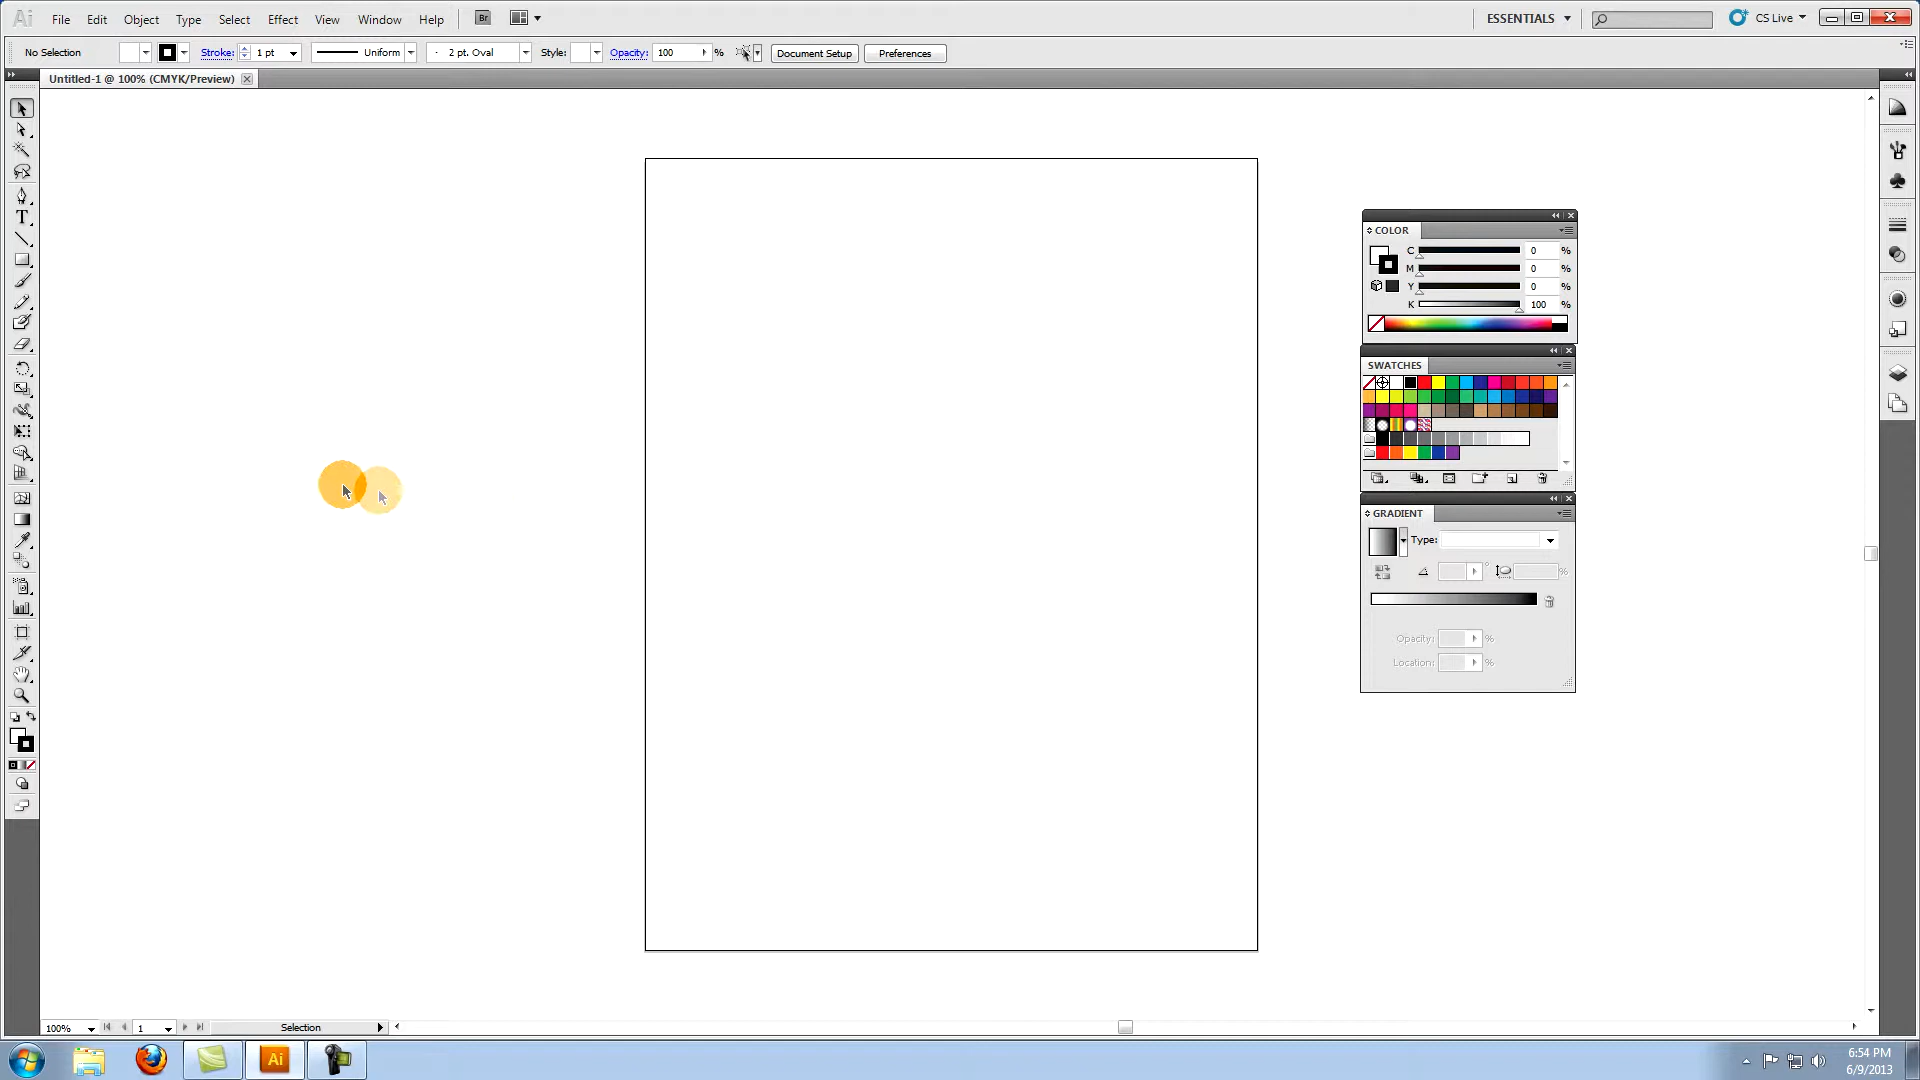 Ai File Edit Object Type Select Effect View Window Help Br ESSENTIALS CS Live
No Selection Stroke: 1 pt Uniform 2 pt. Oval Style: Opacity: 100 % Document Setup Preferences
Untitled-1 @ 100% (CMYK/Preview)
T
COLOR
C 0 %
M 0 %
Y 0 %
K 100 %
SWATCHES
GRADIENT
Type:
°
%
Opacity: %
Location: %
100% 1 Selection
Ai
6:54 PM
6/9/2013